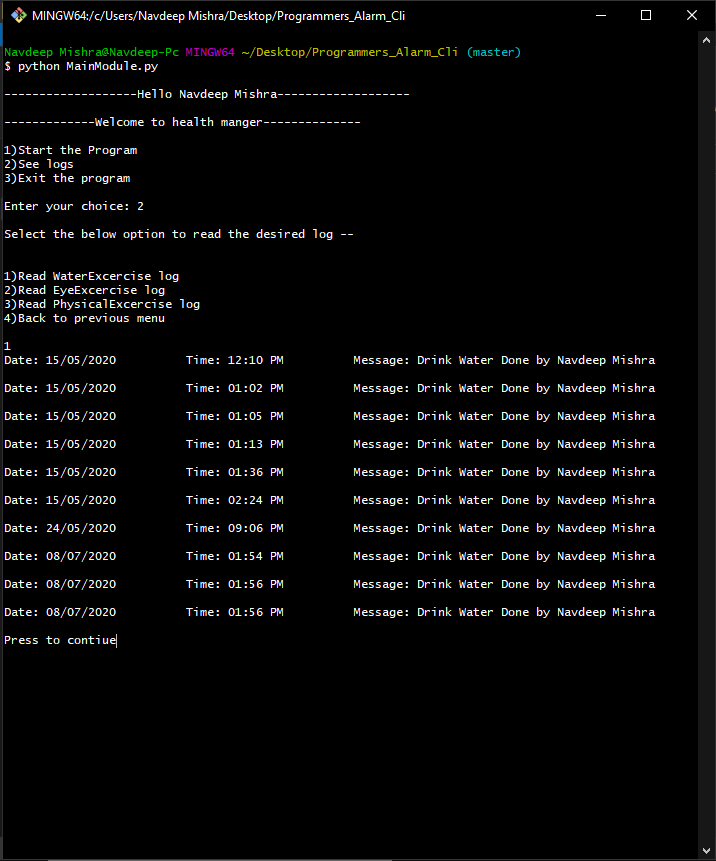 MINGW64:/c/Users/Navdeep Mishra/Desktop/Programmers_Alarm_Cli
Navdeep Mishra@Navdeep-Pc MINGW64 ~/Desktop/Programmers_Alarm_Cli (master)
$ python MainModule.py
-------------------Hello Navdeep Mishra-------------------
-------------Welcome to health manger--------------
1)Start the Program
2)See logs
3)Exit the program
Enter your choice: 2
Select the below option to read the desired log --
1)Read WaterExcercise log
2)Read EyeExcercise log
3)Read PhysicalExcercise log
4)Back to previous menu
1
Date: 15/05/2020 Time: 12:10 PM Message: Drink Water Done by Navdeep Mishra
Date: 15/05/2020 Time: 01:02 PM Message: Drink Water Done by Navdeep Mishra
Date: 15/05/2020 Time: 01:05 PM Message: Drink Water Done by Navdeep Mishra
Date: 15/05/2020 Time: 01:13 PM Message: Drink Water Done by Navdeep Mishra
Date: 15/05/2020 Time: 01:36 PM Message: Drink Water Done by Navdeep Mishra
Date: 15/05/2020 Time: 02:24 PM Message: Drink Water Done by Navdeep Mishra
Date: 24/05/2020 Time: 09:06 PM Message: Drink Water Done by Navdeep Mishra
Date: 08/07/2020 Time: 01:54 PM Message: Drink Water Done by Navdeep Mishra
Date: 08/07/2020 Time: 01:56 PM Message: Drink Water Done by Navdeep Mishra
Date: 08/07/2020 Time: 01:56 PM Message: Drink Water Done by Navdeep Mishra
Press to contiue